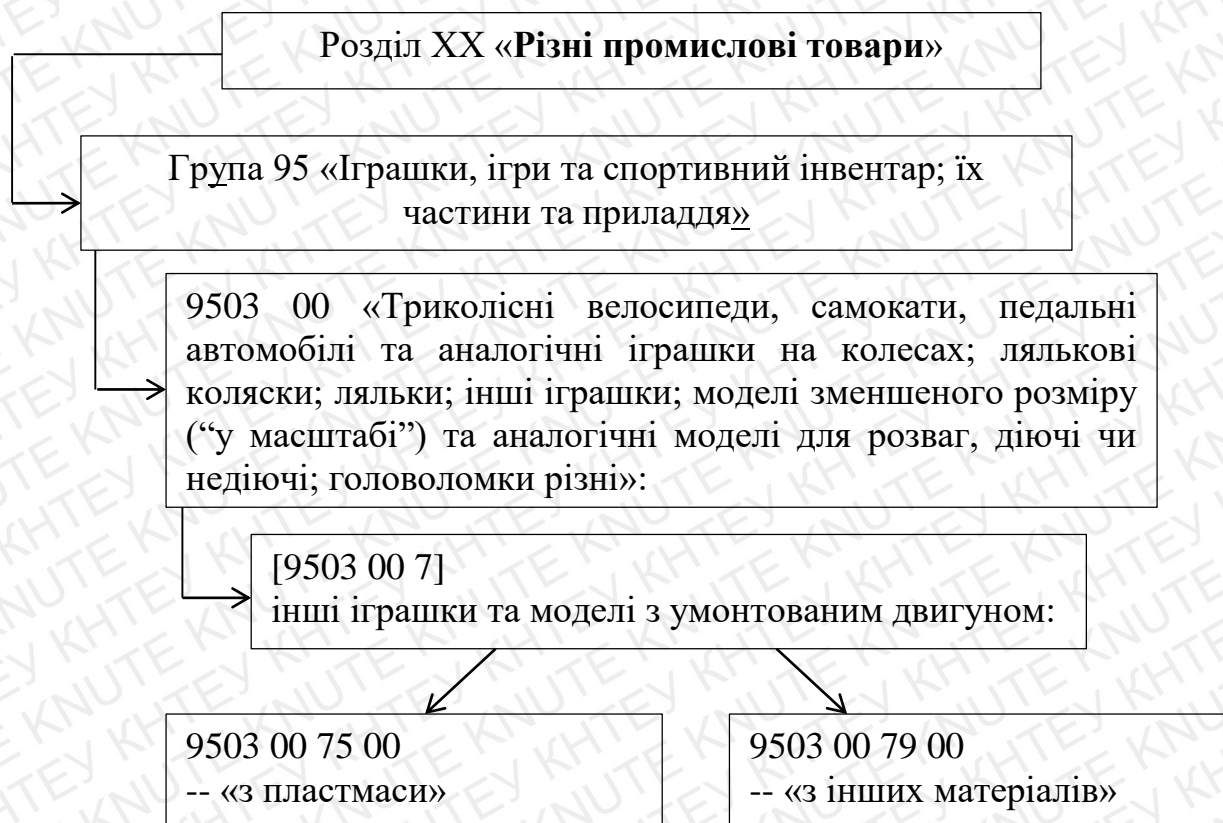 Розділ XX «Різні промислові товари»
Група 95 «Іграшки, ігри та спортивний інвентар; їх
частини та приладдя»
9503 00 «Триколісні велосипеди, самокати, педальні
автомобілі та аналогічні іграшки на колесах; лялькові
коляски; ляльки; інші іграшки; моделі зменшеного розміру
(“у масштабі”) та аналогічні моделі для розваг, діючі чи
недіючі; головоломки різні»:
[9503 00 7]
інші іграшки та моделі з умонтованим двигуном:
9503 00 75 00
-- «з пластмаси»
9503 00 79 00
-- «з інших матеріалів»